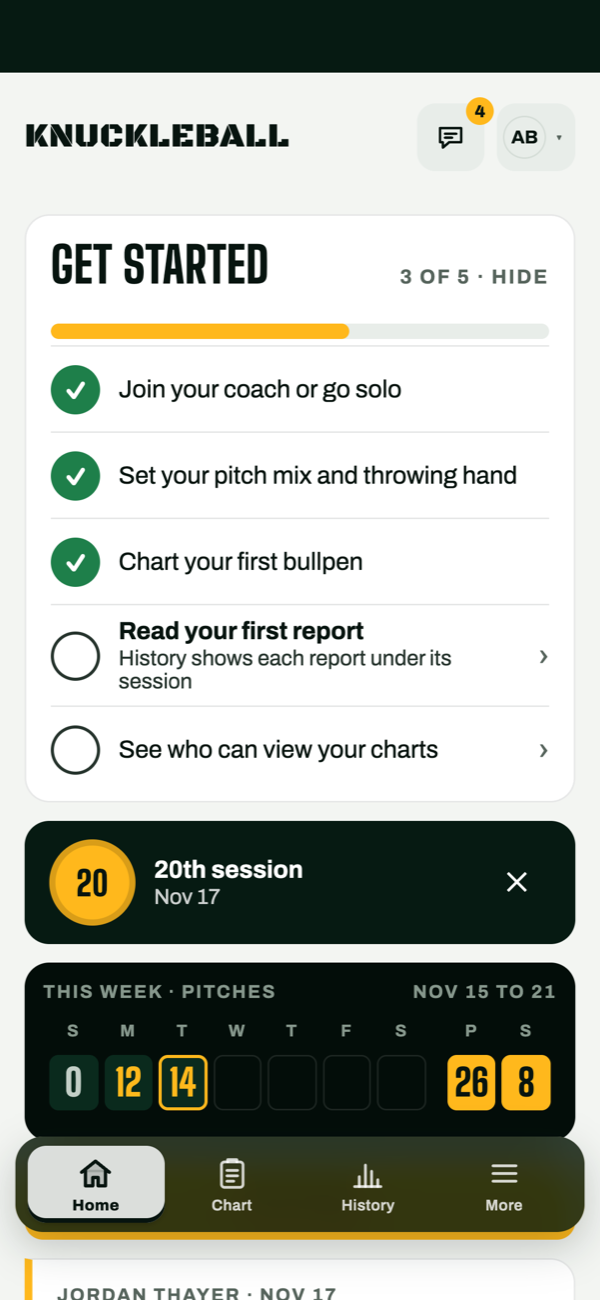 KNUCKLEBALL
4
AB
GET STARTED
3 OF 5 · HIDE
Join your coach or go solo
Set your pitch mix and throwing hand
Chart your first bullpen
Read your first report
History shows each report under its
session
See who can view your charts
20
20th session
Nov 17
THIS WEEK · PITCHES
NOV 15 TO 21
S M T W T F S P S
0 12 14 26 8
Home Chart History More
JORDAN THAYER · NOV 17